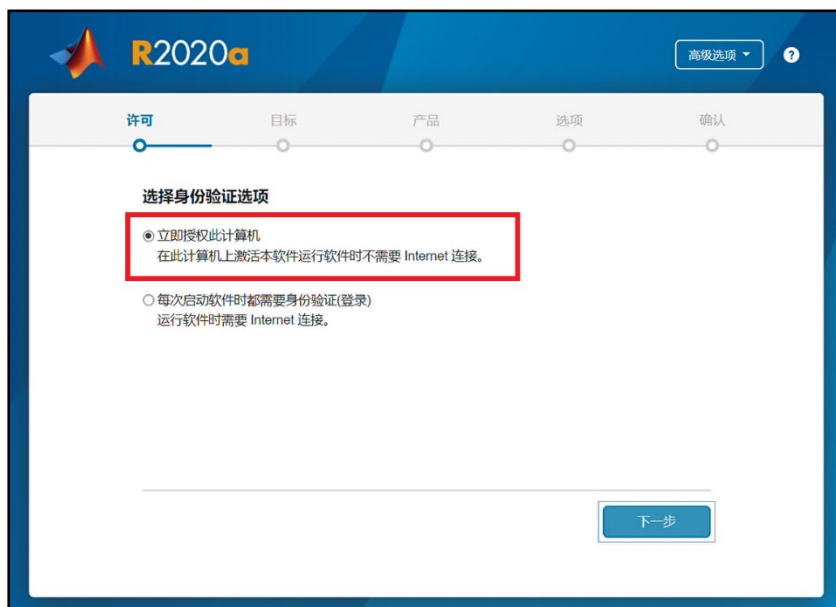 R2020a
高级选项
?
许可
目标
产品
选项
确认
选择身份验证选项
立即授权此计算机
在此计算机上激活本软件运行软件时不需要 Internet 连接。
每次启动软件时都需要身份验证(登录)
运行软件时需要 Internet 连接。
下一步